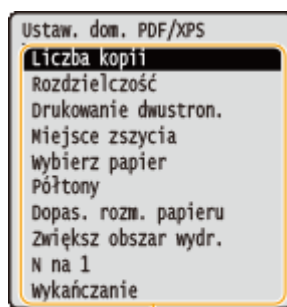 Ustaw. dom. PDF/XPS
Liczba kopii
Rozdzielczość
Drukowanie dwustron.
Miejsce zszycia
Wybierz papier
Półtony
Dopas. rozm. papieru
Zwiększ obszar wydr.
N na 1
Wykańczanie